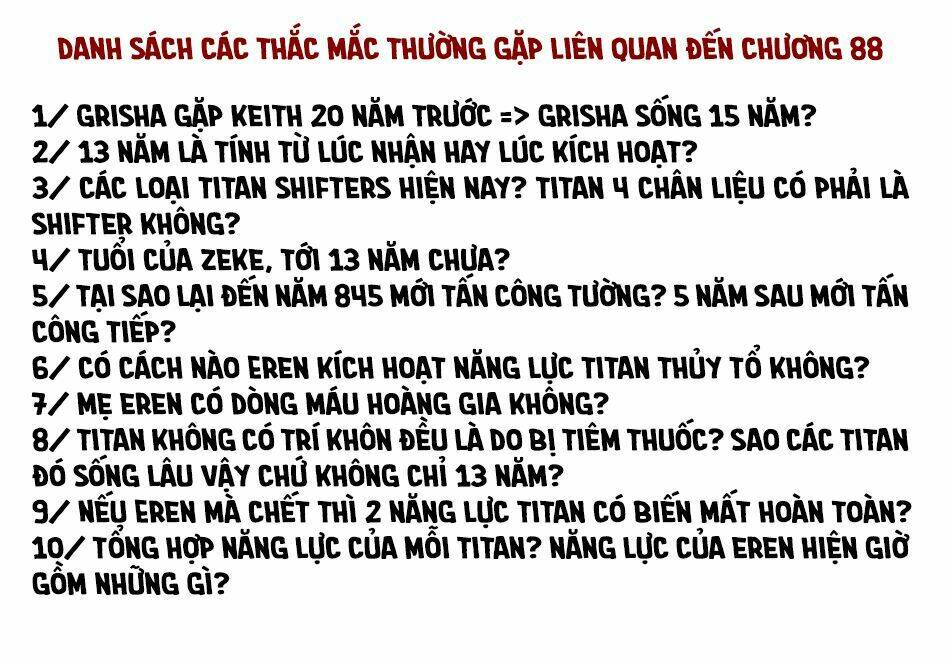 DANH SÁCH CÁC THẮC MẮC THƯỜNG GẶP LIÊN QUAN ĐẾN CHƯƠNG 88
1/ GRISHA GẶP KEITH 20 NĂM TRƯỚC => GRISHA SỐNG 15 NĂM?
2/ 13 NĂM LÀ TÍNH TỪ LÚC NHẬN HAY LÚC KÍCH HOẠT?
3/ CÁC LOẠI TITAN SHIFTERS HIỆN NAY? TITAN 4 CHÂN LIỆU CÓ PHẢI LÀ
SHIFTER KHÔNG?
4/ TUỔI CỦA ZEKE, TỚI 13 NĂM CHƯA?
5/ TẠI SAO LẠI ĐẾN NĂM 845 MỚI TẤN CÔNG TƯỜNG? 5 NĂM SAU MỚI TẤN
CÔNG TIẾP?
6/ CÓ CÁCH NÀO EREN KÍCH HOẠT NĂNG LỰC TITAN THỦY TỔ KHÔNG?
7/ MẸ EREN CÓ DÒNG MÁU HOÀNG GIA KHÔNG?
8/ TITAN KHÔNG CÓ TRÍ KHÔN ĐỀU LÀ DO BỊ TIÊM THUỐC? SAO CÁC TITAN
ĐÓ SỐNG LÂU VẬY CHỨ KHÔNG CHỈ 13 NĂM?
9/ NẾU EREN MÀ CHẾT THÌ 2 NĂNG LỰC TITAN CÓ BIẾN MẤT HOÀN TOÀN?
10/ TỔNG HỢP NĂNG LỰC CỦA MỖI TITAN? NĂNG LỰC CỦA EREN HIỆN GIỜ
GỒM NHỮNG GÌ?